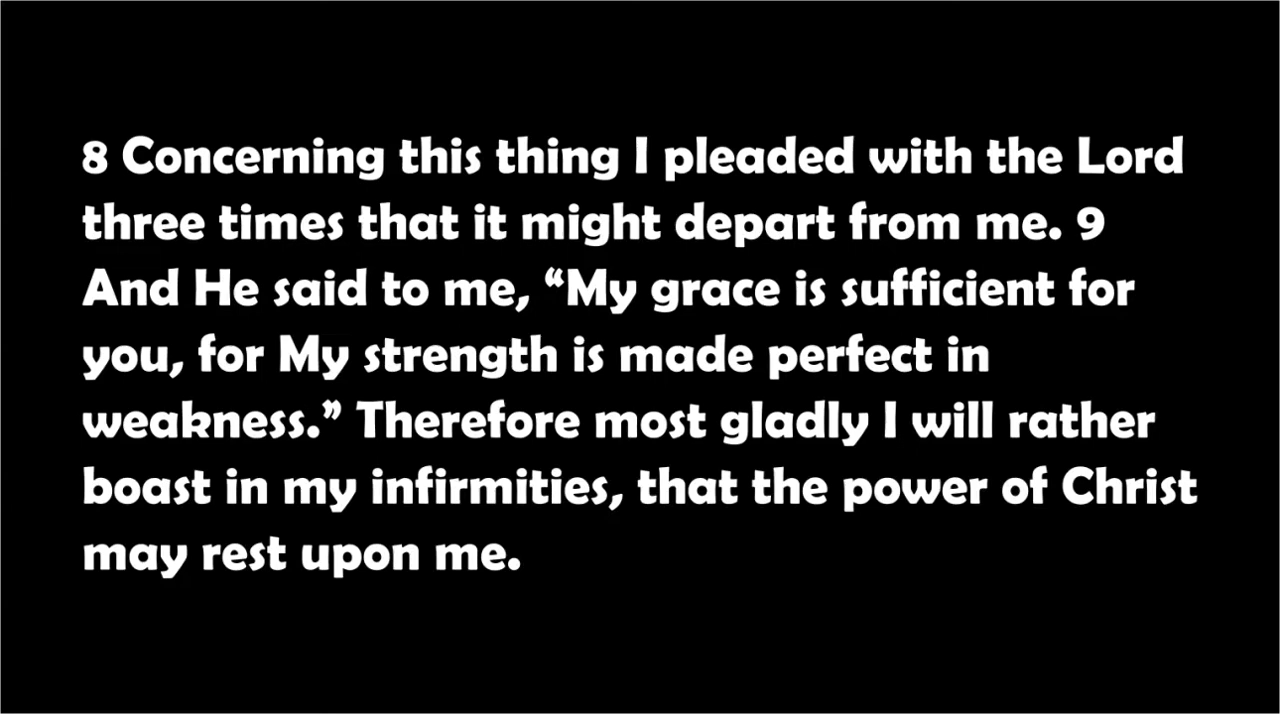 8 Concerning this thing I pleaded with the Lord
three times that it might depart from me. 9
And He said to me, “My grace is sufficient for
you, for My strength is made perfect in
weakness.” Therefore most gladly I will rather
boast in my infirmities, that the power of Christ
may rest upon me.